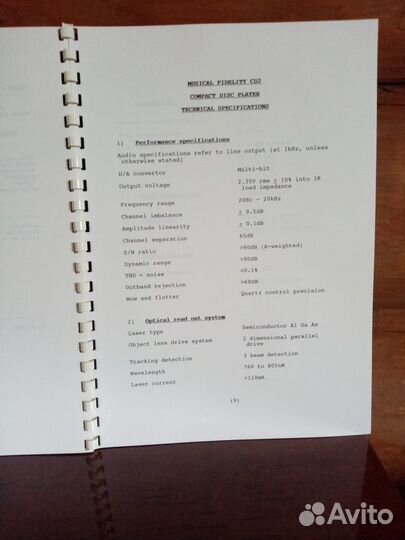 MUSICAL FIDELITY CD2
COMPACT DISC PLAYER
TECHNICAL SPECIFICATIONS
1) Performance specifications
Audio specifications refer to line output (at 1kHz, unless
otherwise stated)
D/A convertor Multi-bit
Output voltage 2.35V rms ± 10% into 1K
load impedance
Frequency range 20Hz - 20kHz
Channel imbalance ± 0.5dB
Amplitude linearity ± 0.1dB
Channel separation 65dB
S/N ratio >90dB (A-weighted)
Dynamic range >90dB
THD + noise <0.1%
Outband rejection >60dB
Wow and flutter Quartz control precision
2) Optical read out system
Laser type Semiconductor Al Ga As
Object less drive system 2 dimensional parallel
drive
Tracking detection 3 beam detection
Wavelength 760 to 805nM
Laser current <110mA
(9)
Avito